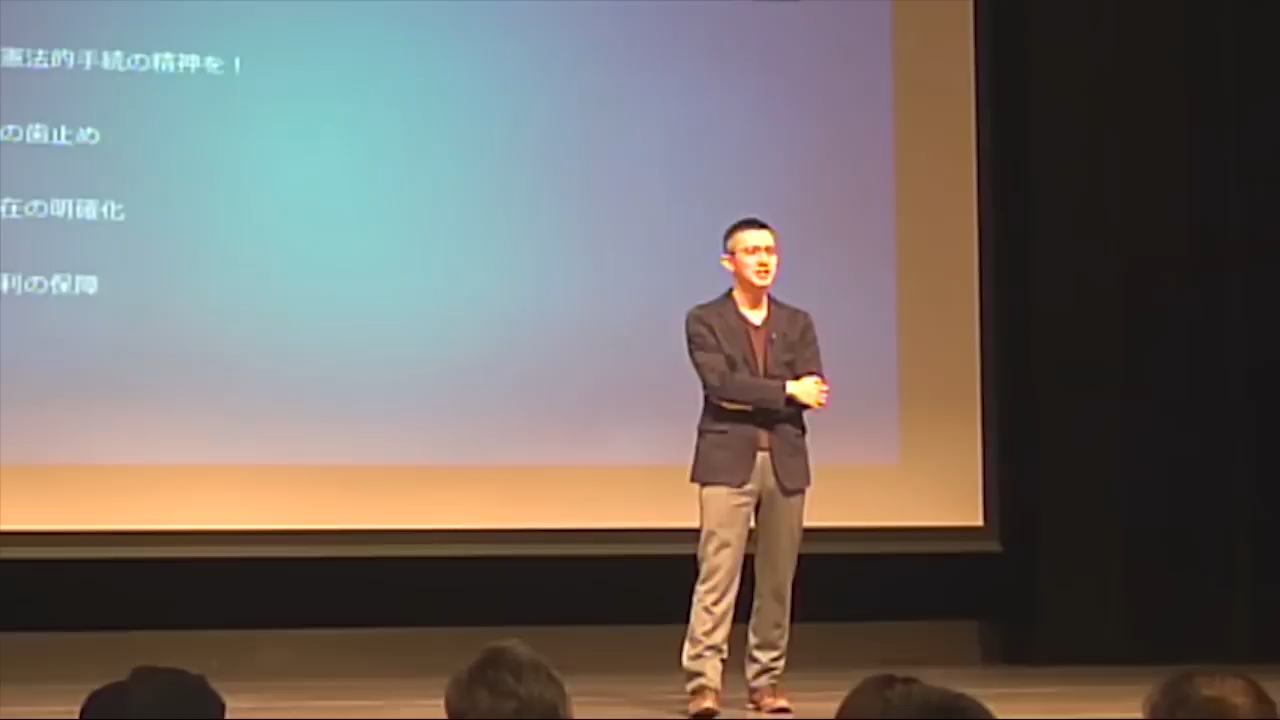 憲法的手続の精神を!
の歯止め
在の明確化
利の保障